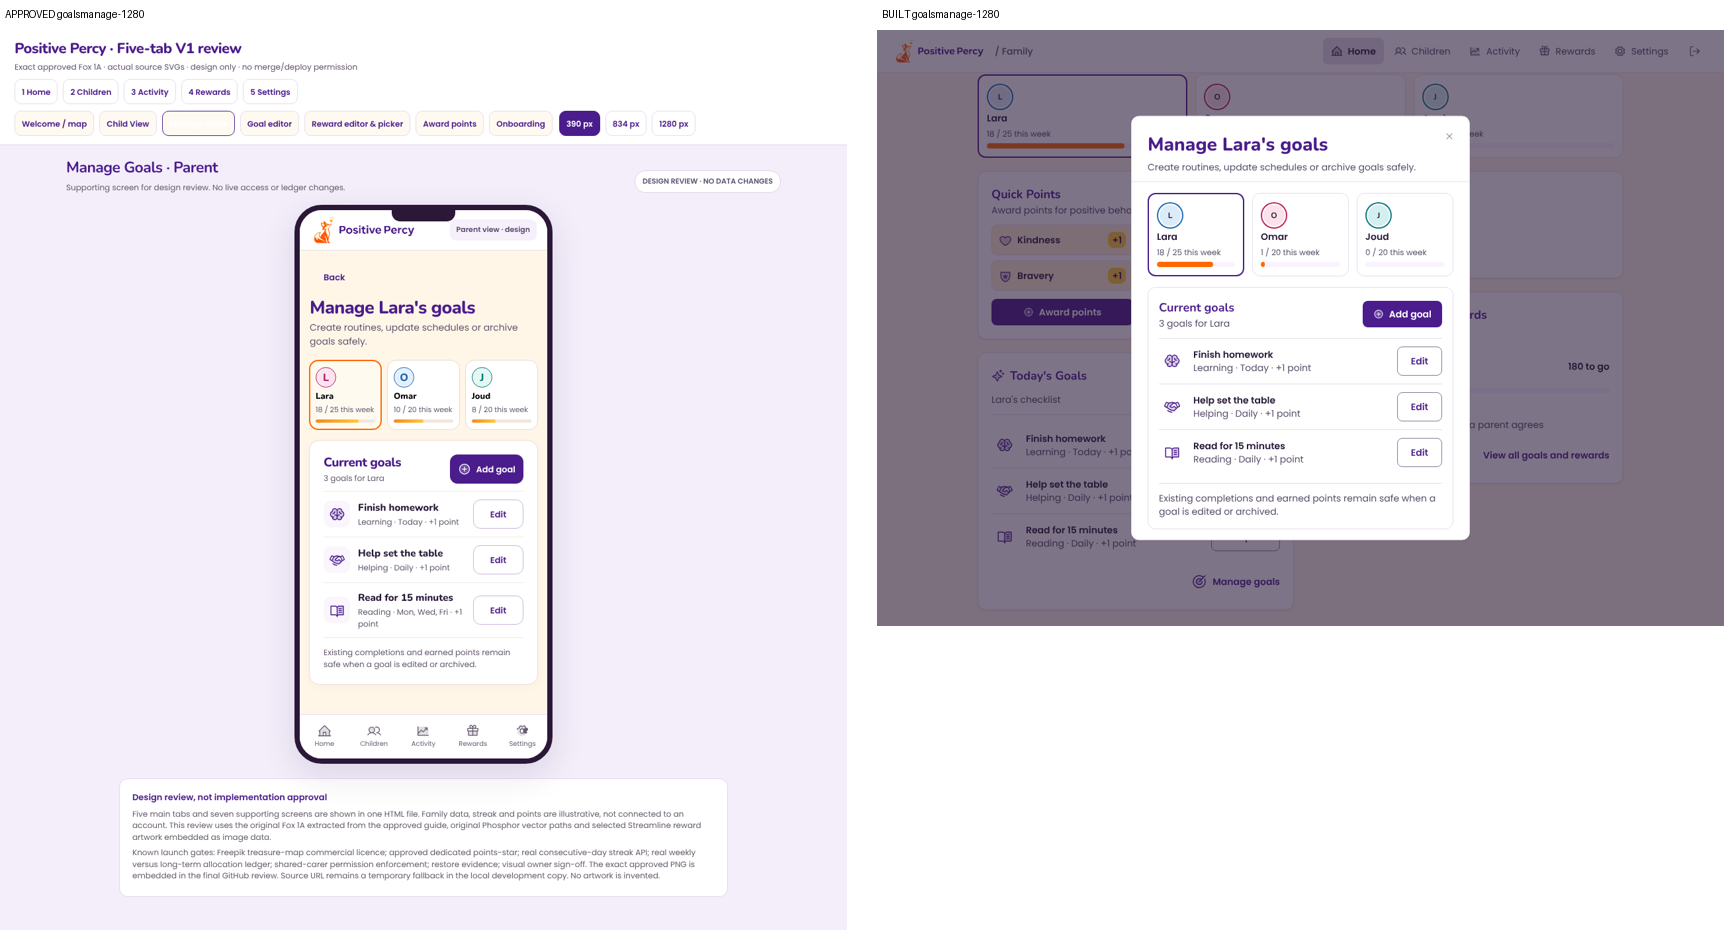 APPROVED goalsmanage-1280
Positive Percy · Five-tab V1 review
Exact approved Fox 1A · actual source SVGs · design only · no merge/deploy permission
1 Home
2 Children
3 Activity
4 Rewards
5 Settings
Welcome / map
Child View
Goal editor
Reward editor & picker
Award points
Onboarding
390 px
834 px
1280 px
Manage Goals · Parent
Supporting screen for design review. No live access or ledger changes.
DESIGN REVIEW · NO DATA CHANGES
Positive Percy
Parent view · design
Back
Manage Lara's goals
Create routines, update schedules or archive
goals safely.
L
Lara
18 / 25 this week
O
Omar
10 / 20 this week
J
Joud
8 / 20 this week
Current goals
3 goals for Lara
Add goal
Finish homework
Learning · Today · +1 point
Edit
Help set the table
Helping · Daily · +1 point
Edit
Read for 15 minutes
Reading · Mon, Wed, Fri · +1
point
Edit
Existing completions and earned points remain
safe when a goal is edited or archived.
Home
Children
Activity
Rewards
Settings
Design review, not implementation approval
Five main tabs and seven supporting screens are shown in one HTML file. Family data, streak and points are illustrative, not connected to an
account. This review uses the original Fox 1A extracted from the approved guide, original Phosphor vector paths and selected Streamline reward
artwork embedded as image data.
Known launch gates: Freepik treasure-map commercial licence; approved dedicated points-star; real consecutive-day streak API; real weekly
versus long-term allocation ledger; shared-carer permission enforcement; restore evidence; visual owner sign-off. The exact approved PNG is
embedded in the final GitHub review. Source URL remains a temporary fallback in the local development copy. No artwork is invented.
BUILT goalsmanage-1280
Positive Percy
/ Family
Home
Children
Activity
Rewards
Settings
L
Lara
18 / 25 this week
O
J
eek
Quick Points
Award points for positive beha
Kindness
+1
Bravery
+1
Award points
Today's Goals
Lara's checklist
Finish homework
Learning · Today · +1 pc
Help set the table
Helping · Daily · +1 point
Read for 15 minutes
Reading · Daily · +1 point
Manage goals
rds
180 to go
a parent agrees
View all goals and rewards
Manage Lara's goals
×
Create routines, update schedules or archive goals safely.
L
Lara
18 / 25 this week
O
Omar
1 / 20 this week
J
Joud
0 / 20 this week
Current goals
3 goals for Lara
Add goal
Finish homework
Learning · Today · +1 point
Edit
Help set the table
Helping · Daily · +1 point
Edit
Read for 15 minutes
Reading · Daily · +1 point
Edit
Existing completions and earned points remain safe when a
goal is edited or archived.